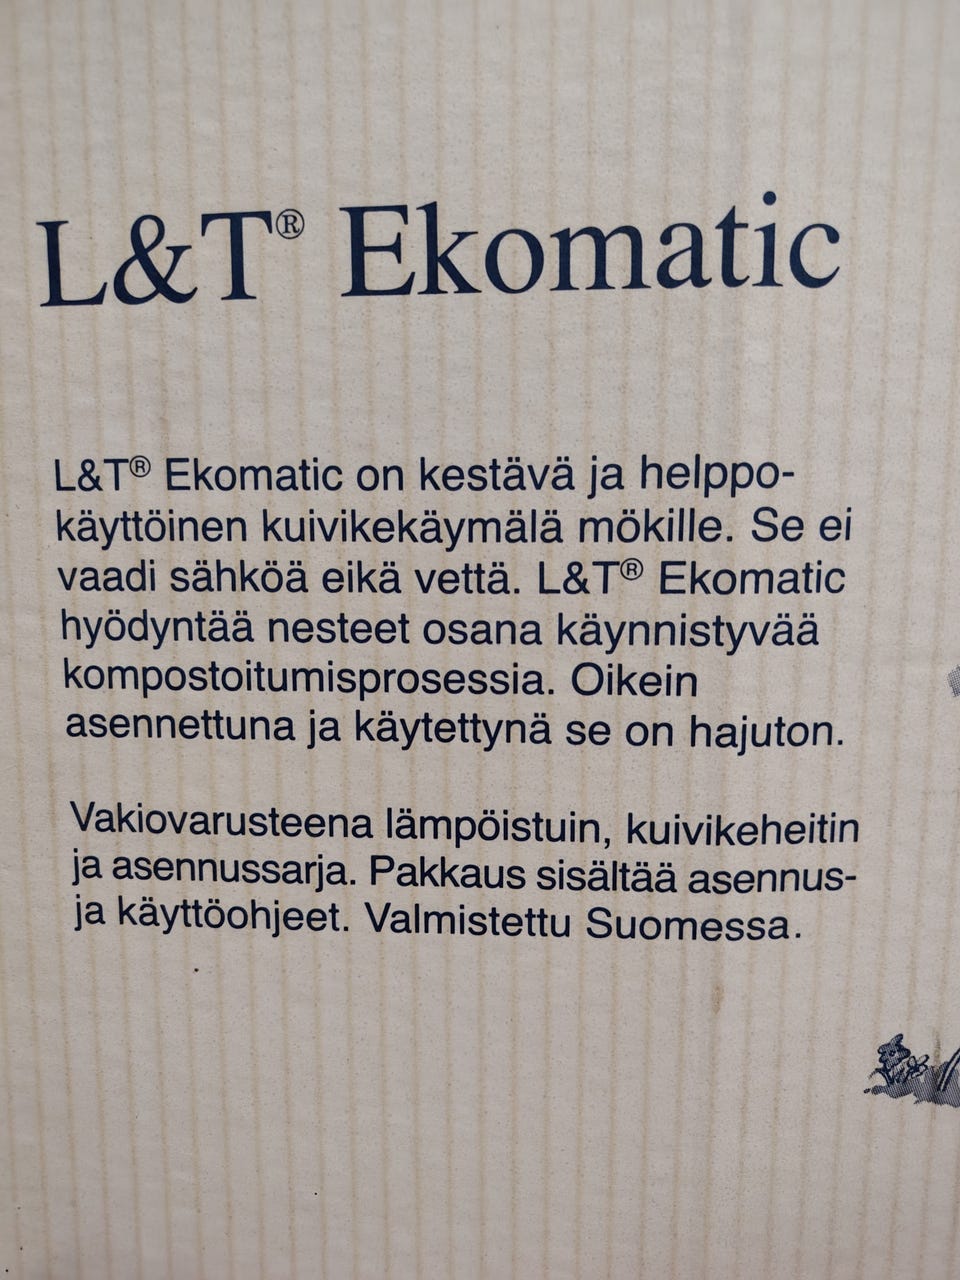 L&T® Ekomatic
L&T® Ekomatic on kestävä ja helppo-
käyttöinen kuivikekäymälä mökille. Se ei
vaadi sähköä eikä vettä. L&T® Ekomatic
hyödyntää nesteet osana käynnistyvää
kompostoitumisprosessia. Oikein
asennettuna ja käytettynä se on hajuton.
Vakiovarusteena lämpöistuin, kuivikeheitin
ja asennussarja. Pakkaus sisältää asennus-
ja käyttöohjeet. Valmistettu Suomessa.